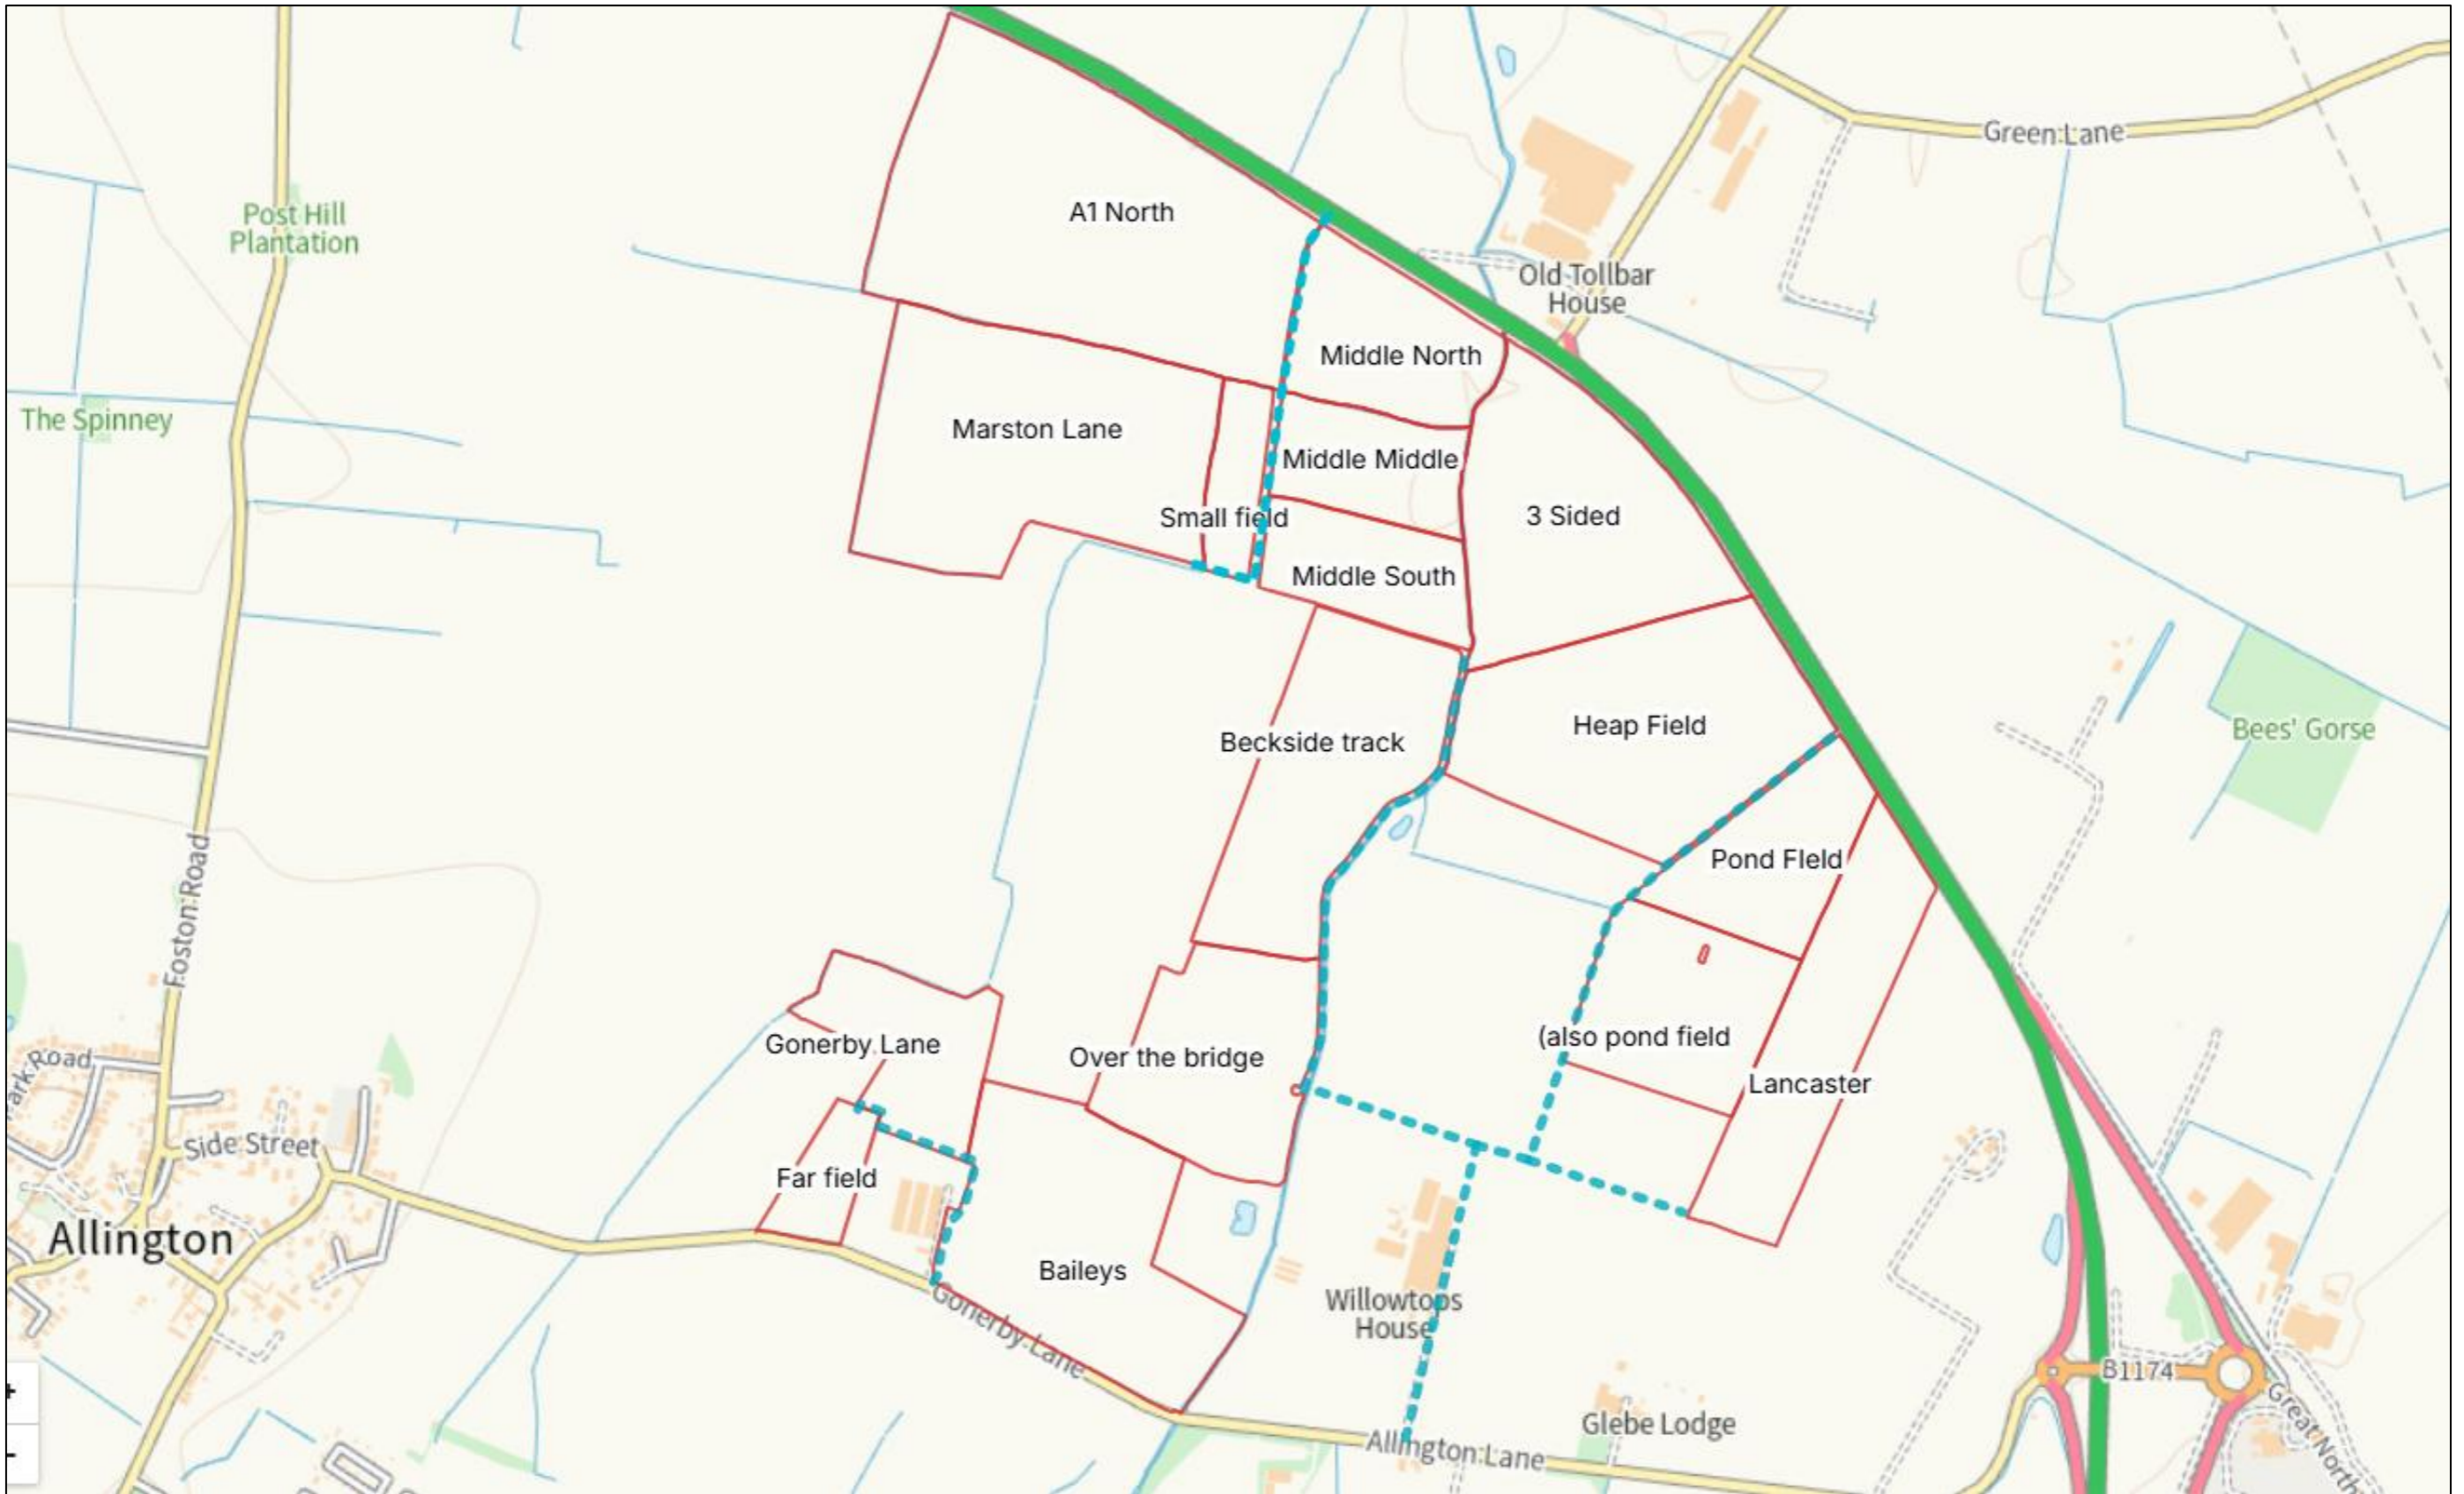 Green Lane
Post Hill
Plantation
A1 North
Old Tollbar
House
Middle North
The Spinney
Marston Lane
Middle Middle
Small field
3 Sided
Middle South
Heap Field
Bees' Gorse
Beckside track
Foston Road
Pond FIeld
Gonerby Lane
Over the bridge
(also pond field
Park Road
Lancaster
Side Street
Far field
Allington
Baileys
Gonerby Lane
Willowtops
House
B1174
Glebe Lodge
Allington Lane
Great North
+
-